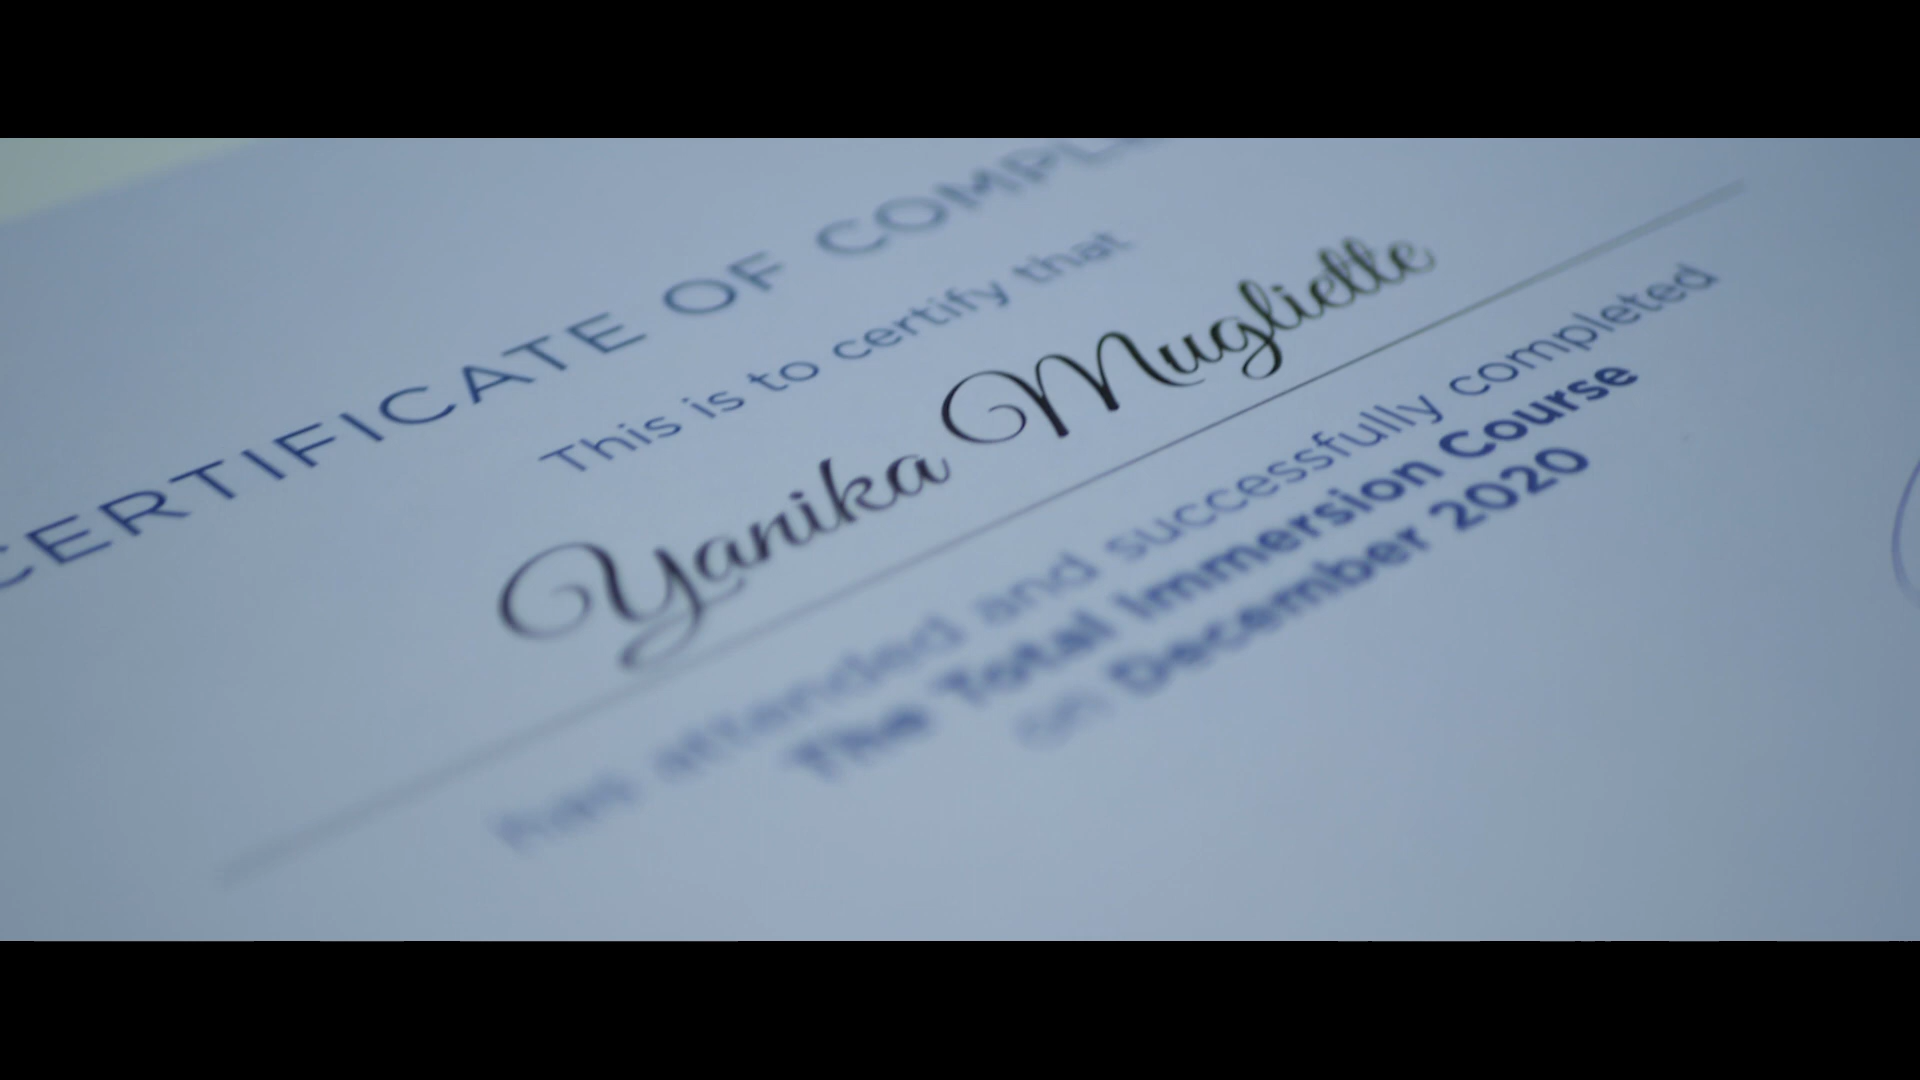 CERTIFICATE OF COMPLE
This is to certify that
Yanika Mugliette
has attended and successfully completed
The Total Immersion Course
on December 2020